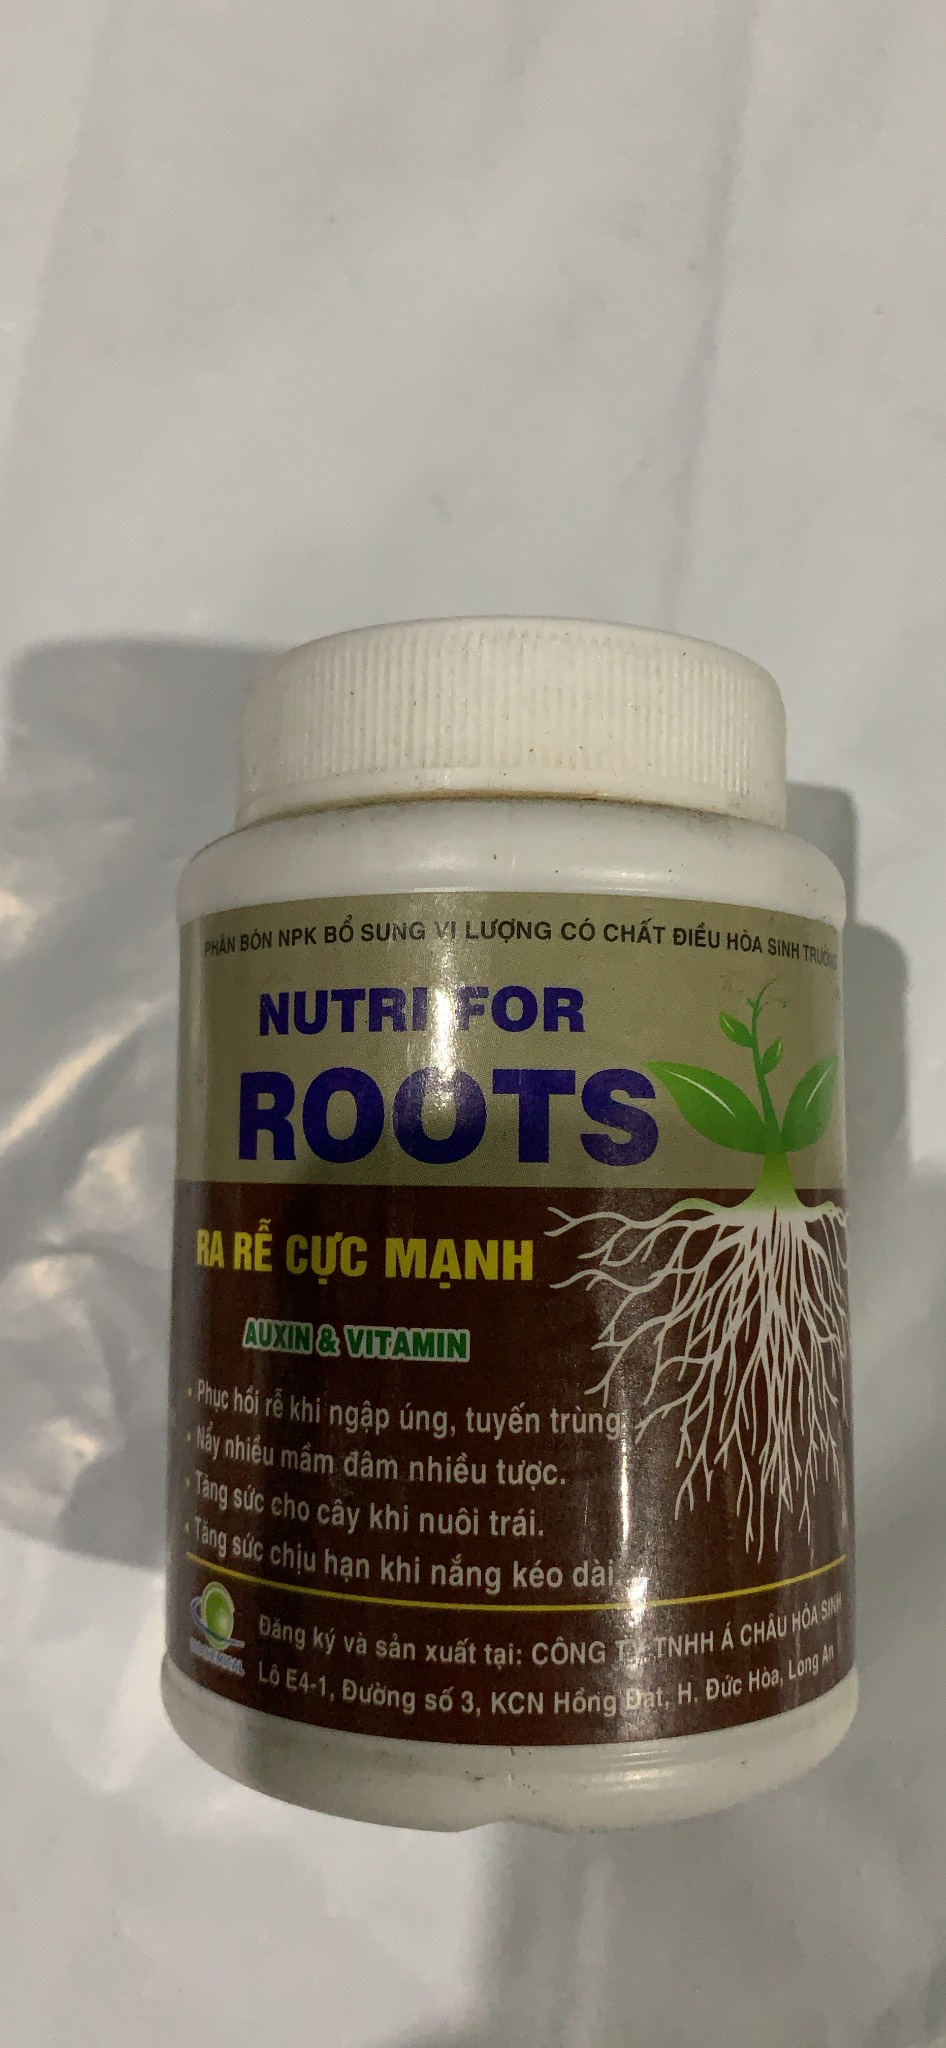 PHÂN BÓN NPK BỔ SUNG VI LƯỢNG CÓ CHẤT ĐIỀU HÒA SINH TRƯỞNG
NUTRI FOR
ROOTS
RA RỄ CỰC MẠNH
AUXIN & VITAMIN
• Phục hồi rễ khi ngập úng, tuyến trùng.
• Nẩy nhiều mầm đâm nhiều tược.
• Tăng sức cho cây khi nuôi trái.
• Tăng sức chịu hạn khi nắng kéo dài.
Đăng ký và sản xuất tại: CÔNG TY TNHH Á CHÂU HÓA SINH
Lô E4-1, Đường số 3, KCN Hồng Đạt, H. Đức Hòa, Long An